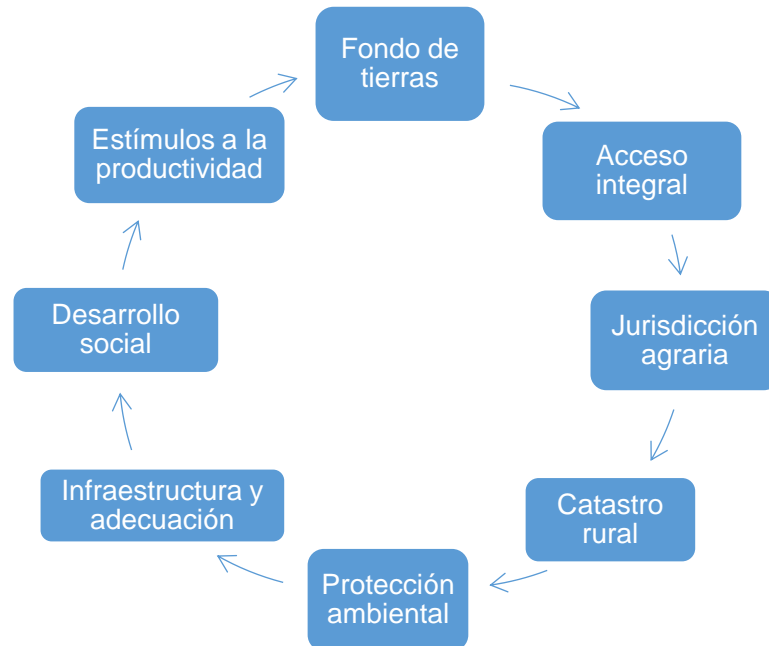 Fondo de
tierras
Acceso
integral
Jurisdicción
agraria
Catastro
rural
Protección
ambiental
Infraestructura y
adecuación
Desarrollo
social
Estímulos a la
productividad